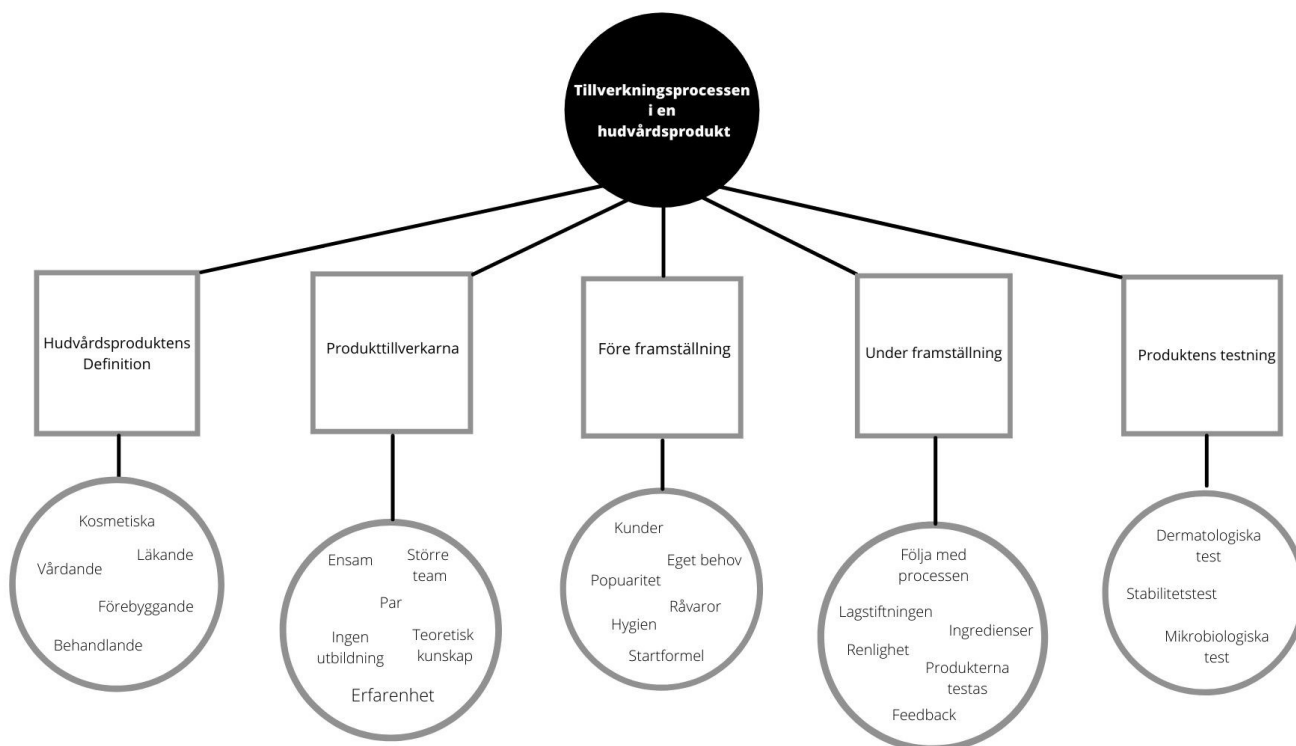 Tillverkningsprocessen
i en
hudvårdsprodukt
Hudvårdsproduktens
Definition
Produkttillverkarna
Före framställning
Under framställning
Produktens testning
Kosmetiska
Läkande
Vårdande
Förebyggande
Behandlande
Ensam
Större
team
Par
Ingen
utbildning
Teoretisk
kunskap
Erfarenhet
Kunder
Eget behov
Popuaritet
Råvaror
Hygien
Startformel
Följa med
processen
Lagstiftningen
Ingredienser
Renlighet
Produkterna
testas
Feedback
Dermatologiska
test
Stabilitetstest
Mikrobiologiska
test